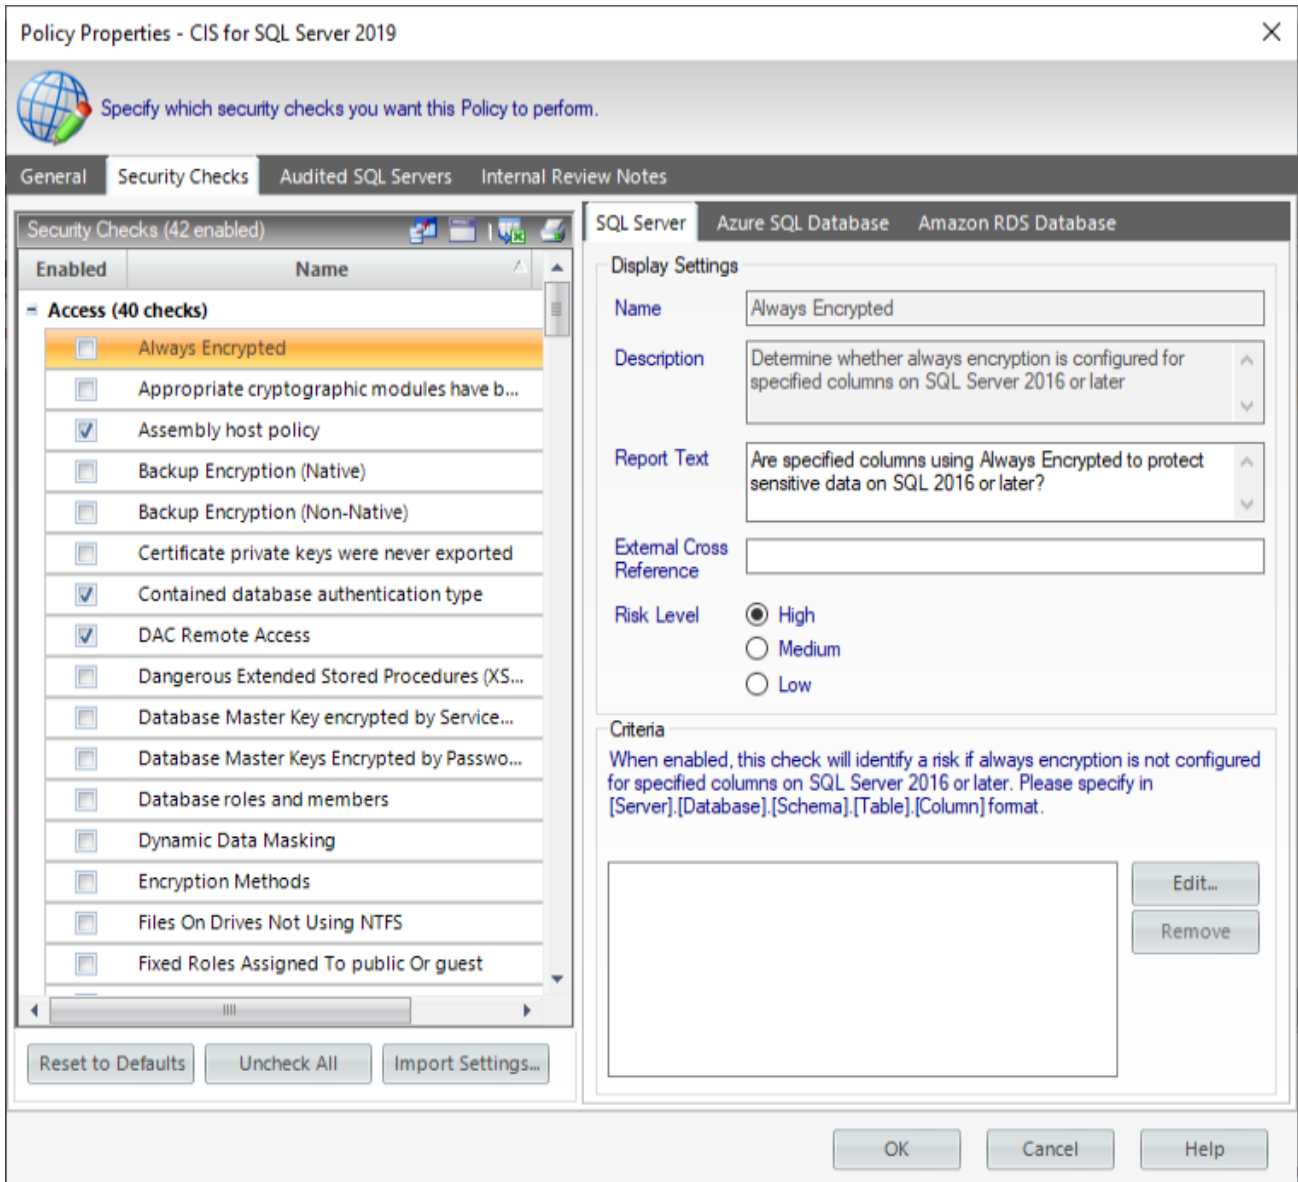 Policy Properties - CIS for SQL Server 2019
Specify which security checks you want this Policy to perform.
General
Security Checks
Audited SQL Servers
Internal Review Notes
Security Checks (42 enabled)
Enabled
Name
Access (40 checks)
Always Encrypted
Appropriate cryptographic modules have b...
Assembly host policy
Backup Encryption (Native)
Backup Encryption (Non-Native)
Certificate private keys were never exported
Contained database authentication type
DAC Remote Access
Dangerous Extended Stored Procedures (XS...
Database Master Key encrypted by Service...
Database Master Keys Encrypted by Passwo...
Database roles and members
Dynamic Data Masking
Encryption Methods
Files On Drives Not Using NTFS
Fixed Roles Assigned To public Or guest
Reset to Defaults
Uncheck All
Import Settings...
SQL Server
Azure SQL Database
Amazon RDS Database
Display Settings
Name
Always Encrypted
Description
Determine whether always encryption is configured for
specified columns on SQL Server 2016 or later
Report Text
Are specified columns using Always Encrypted to protect
sensitive data on SQL 2016 or later?
External Cross
Reference
Risk Level
High
Medium
Low
Criteria
When enabled, this check will identify a risk if always encryption is not configured
for specified columns on SQL Server 2016 or later. Please specify in
[Server].[Database].[Schema].[Table].[Column] format.
Edit...
Remove
OK
Cancel
Help